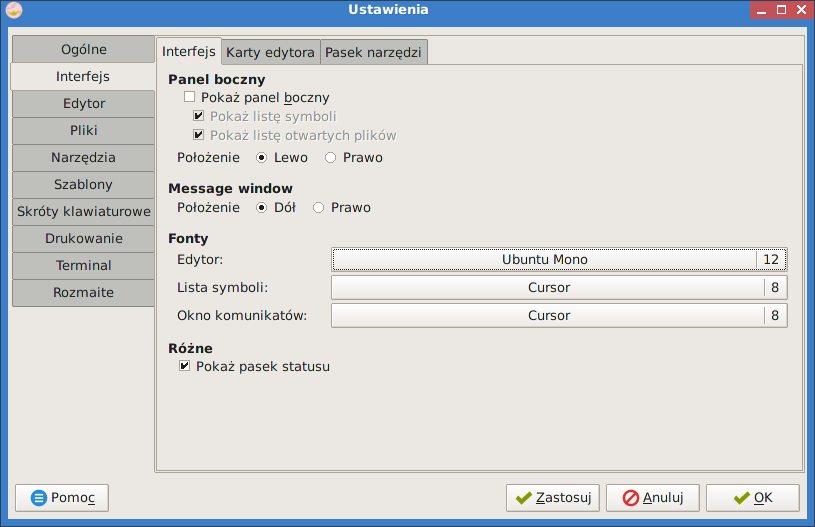 Ustawienia
Ogólne
Interfejs
Edytor
Pliki
Narzędzia
Szablony
Skróty klawiaturowe
Drukowanie
Terminal
Rozmaite
Interfejs Karty edytora Pasek narzędzi
Panel boczny
Pokaż panel boczny
Pokaż listę symboli
Pokaż listę otwartych plików
Położenie Lewo Prawo
Message window
Położenie Dół Prawo
Fonty
Edytor: Ubuntu Mono 12
Lista symboli: Cursor 8
Okno komunikatów: Cursor 8
Różne
Pokaż pasek statusu
Pomoc Zastosuj Anuluj OK